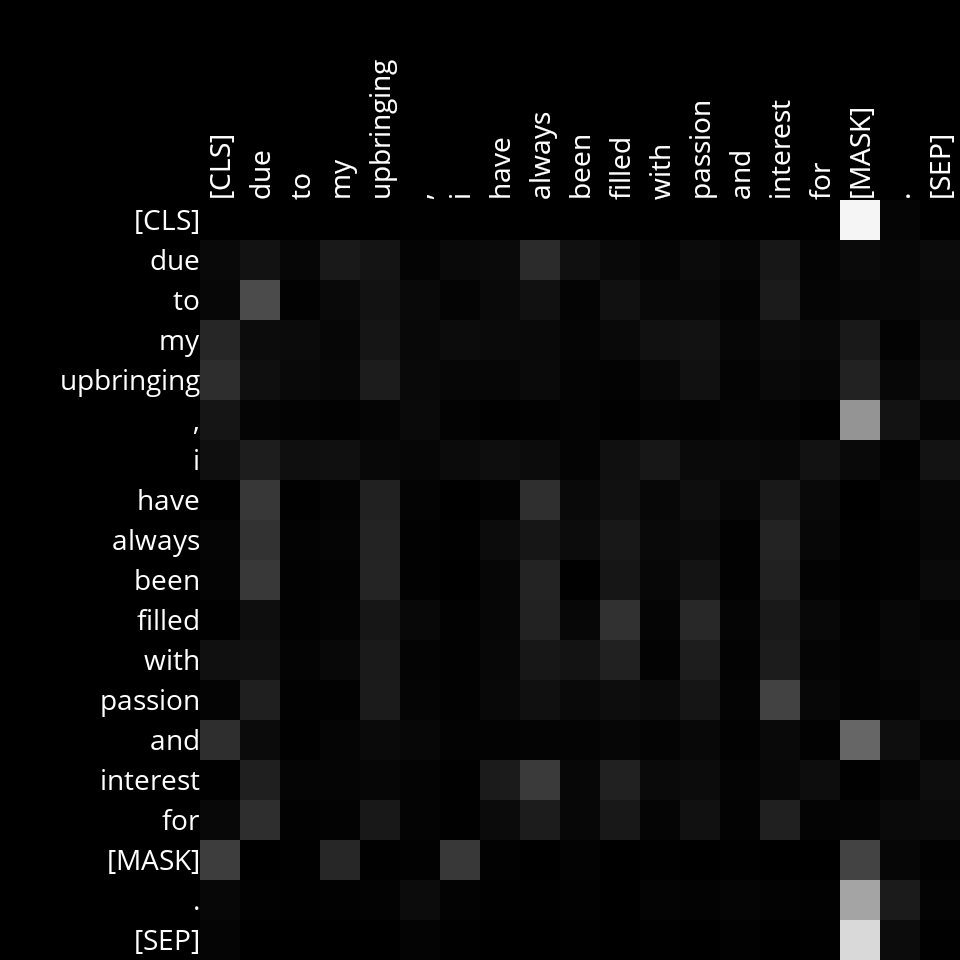 [CLS] due to my upbringing , i have always been filled with passion and interest for [MASK] . [SEP]
[CLS]
due
to
my
upbringing
,
i
have
always
been
filled
with
passion
and
interest
for
[MASK]
.
[SEP]